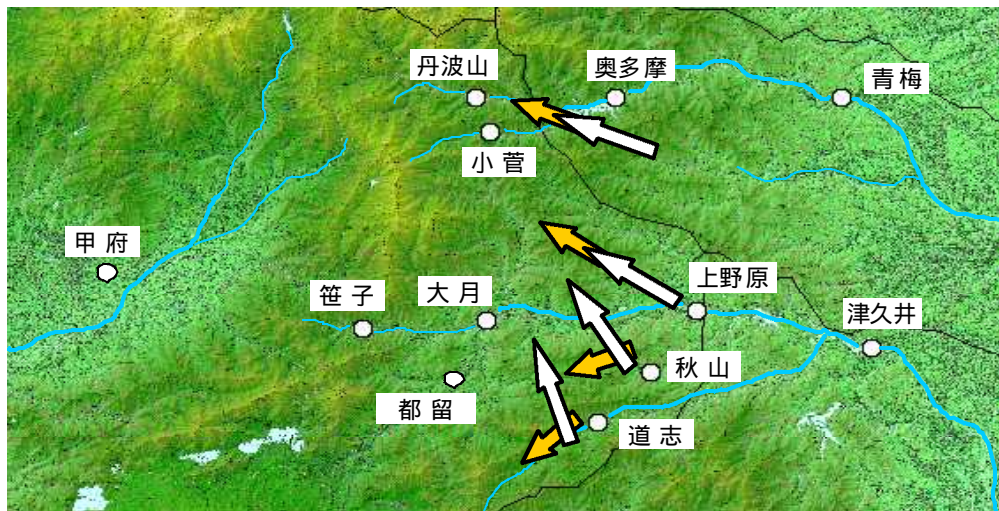 丹波山
奥多摩
青梅
小菅
甲府
笹子
大月
上野原
津久井
秋山
都留
道志